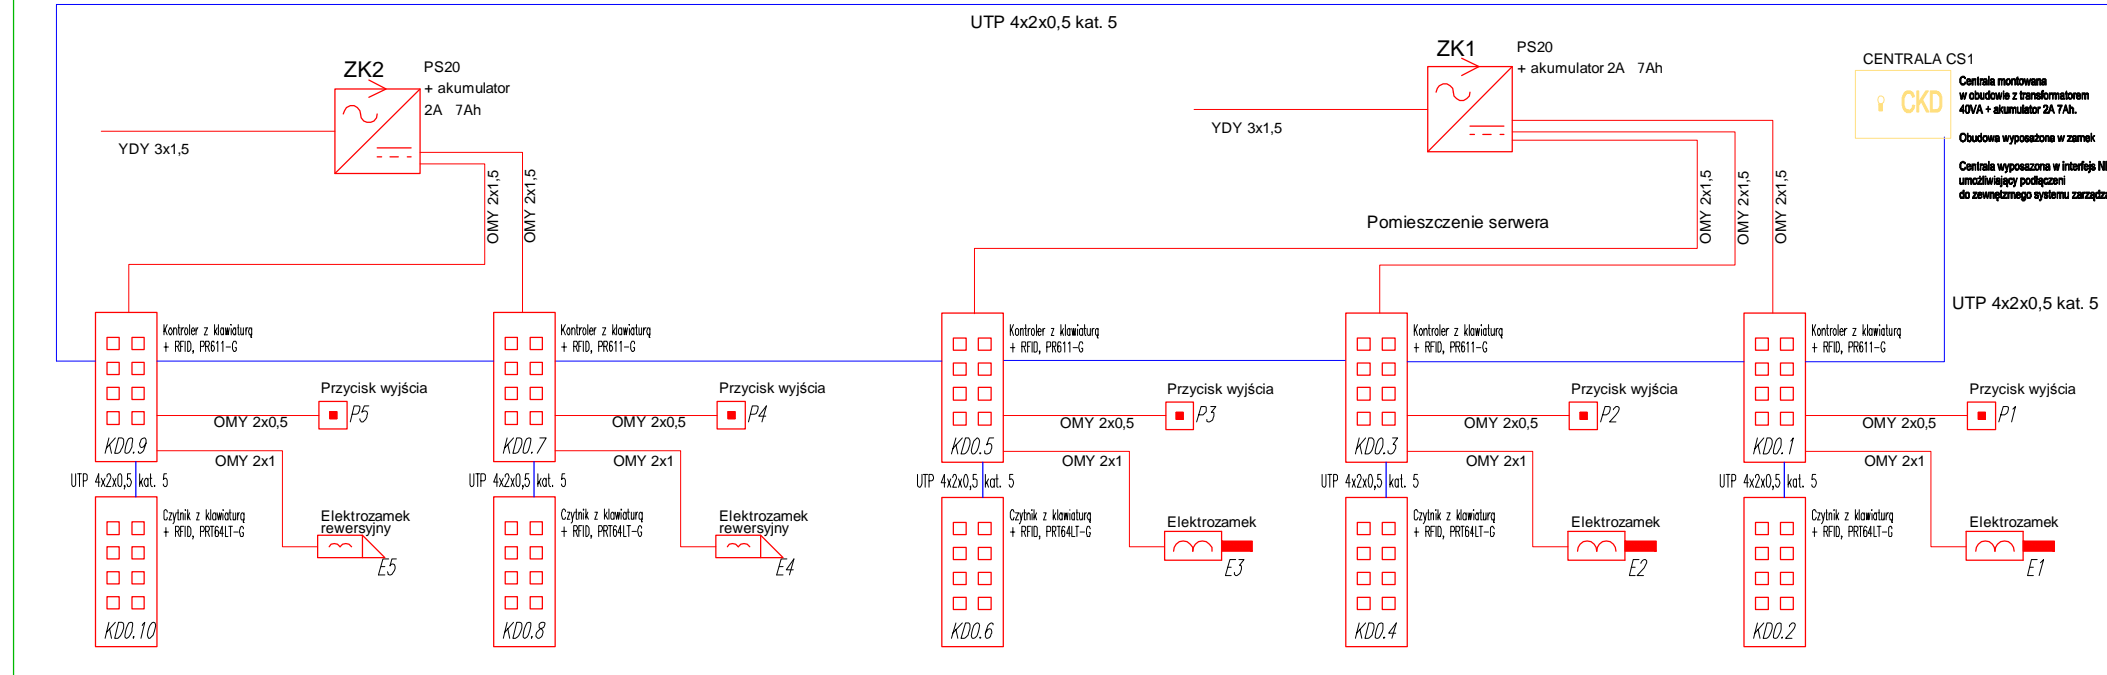 UTP 4x2x0,5 kat. 5
ZK2
PS20
+ akumulator
2A 7Ah
YDY 3x1,5
OMY 2x1,5
OMY 2x1,5
ZK1
PS20
+ akumulator 2A 7Ah
YDY 3x1,5
OMY 2x1,5
OMY 2x1,5
OMY 2x1,5
Pomieszczenie serwera
CENTRALA CS1
CKD
Centrala montowana
w obudowie z transformatorem
40VA + akumulator 2A 7Ah.
Obudowa wyposażona w zamek
Centrala wyposazona w interfejs
umożliwiający podłączeni
do zewnętrznego systemu
UTP 4x2x0,5 kat. 5
Kontroler z klawiaturą
+ RFID, PR611-G
Przycisk wyjścia
OMY 2x0,5
P5
KD0.9
OMY 2x1
UTP 4x2x0,5 kat. 5
Czytnik z klawiaturą
+ RFID, PRT64LT-G
Elektrozamek
rewersyjny
E5
KD0.10
Kontroler z klawiaturą
+ RFID, PR611-G
Przycisk wyjścia
OMY 2x0,5
P4
KD0.7
OMY 2x1
UTP 4x2x0,5 kat. 5
Czytnik z klawiaturą
+ RFID, PRT64LT-G
Elektrozamek
rewersyjny
E4
KD0.8
Kontroler z klawiaturą
+ RFID, PR611-G
Przycisk wyjścia
OMY 2x0,5
P3
KD0.5
OMY 2x1
UTP 4x2x0,5 kat. 5
Czytnik z klawiaturą
+ RFID, PRT64LT-G
Elektrozamek
E3
KD0.6
Kontroler z klawiaturą
+ RFID, PR611-G
Przycisk wyjścia
OMY 2x0,5
P2
KD0.3
OMY 2x1
UTP 4x2x0,5 kat. 5
Czytnik z klawiaturą
+ RFID, PRT64LT-G
Elektrozamek
E2
KD0.4
Kontroler z klawiaturą
+ RFID, PR611-G
Przycisk wyjścia
OMY 2x0,5
P1
KD0.1
OMY 2x1
UTP 4x2x0,5 kat. 5
Czytnik z klawiaturą
+ RFID, PRT64LT-G
Elektrozamek
E1
KD0.2